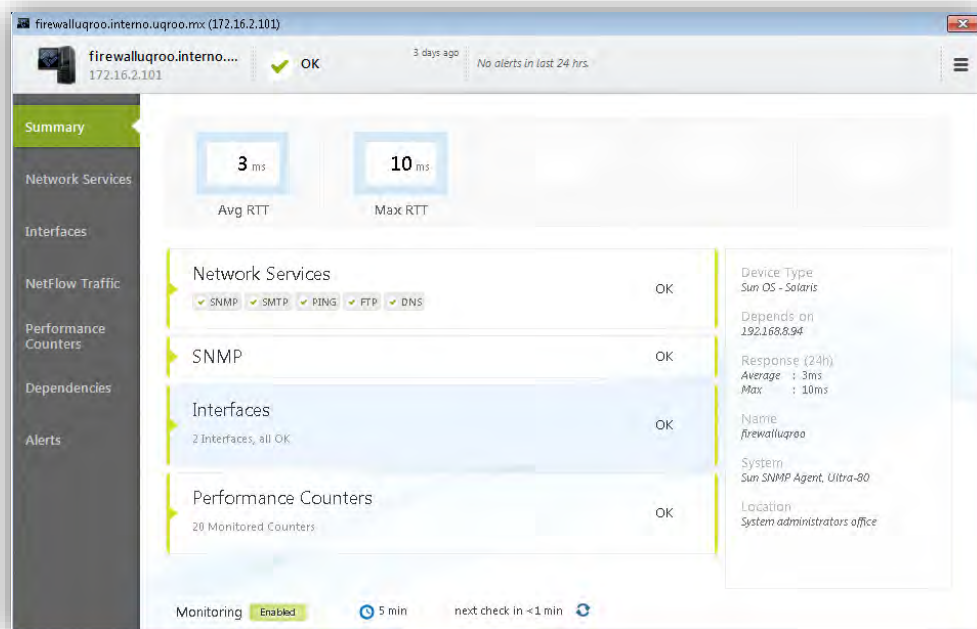 firewalluqroo.interno.uqroo.mx (172.16.2.101)
firewalluqroo.interno....
172.16.2.101
OK
3 days ago
No alerts in last 24 hrs.
Summary
Network Services
Interfaces
NetFlow Traffic
Performance
Counters
Dependencies
Alerts
3 ms
Avg RTT
10 ms
Max RTT
Network Services
SNMP SMTP PING FTP DNS
OK
SNMP
OK
Interfaces
2 Interfaces, all OK
OK
Performance Counters
20 Monitored Counters
OK
Device Type
Sun OS - Solaris
Depends on
192.168.8.94
Response (24h)
Average : 3ms
Max : 10ms
Name
firewalluqroo
System
Sun SNMP Agent, Ultra-80
Location
System administrators office
Monitoring Enabled 5 min next check in <1 min